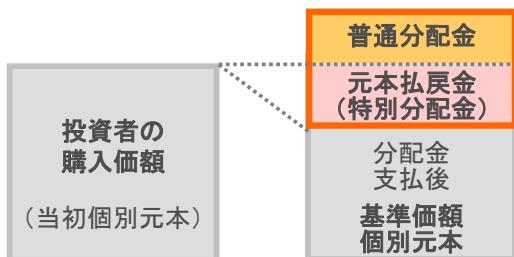 普通分配金
元本払戻金
（特別分配金）
投資者の
購入価額
（当初個別元本）
分配金
支払後
基準価額
個別元本